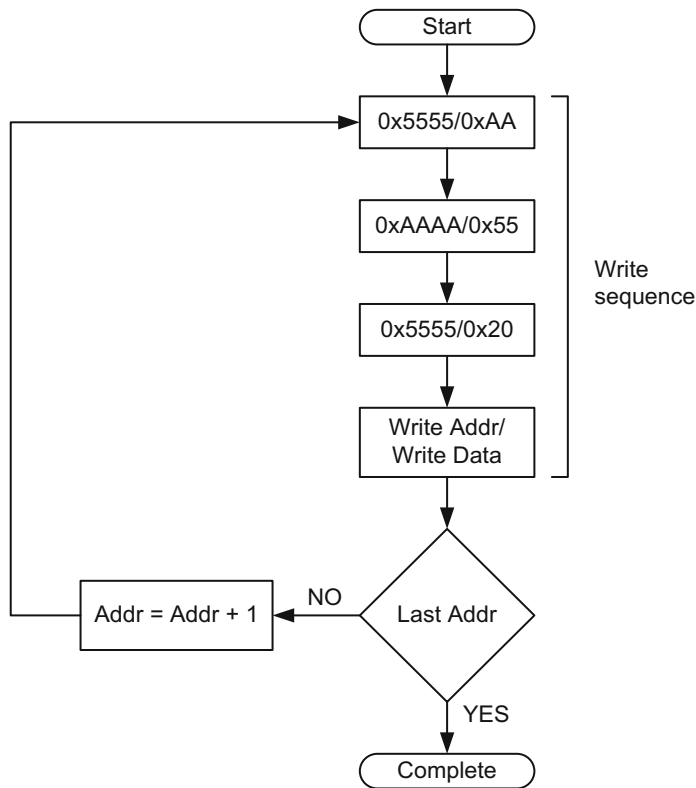 Start
0x5555/0xAA
0xAAAA/0x55
0x5555/0x20
Write Addr/
Write Data
Write
sequence
Last Addr
NO
Addr = Addr + 1
YES
Complete